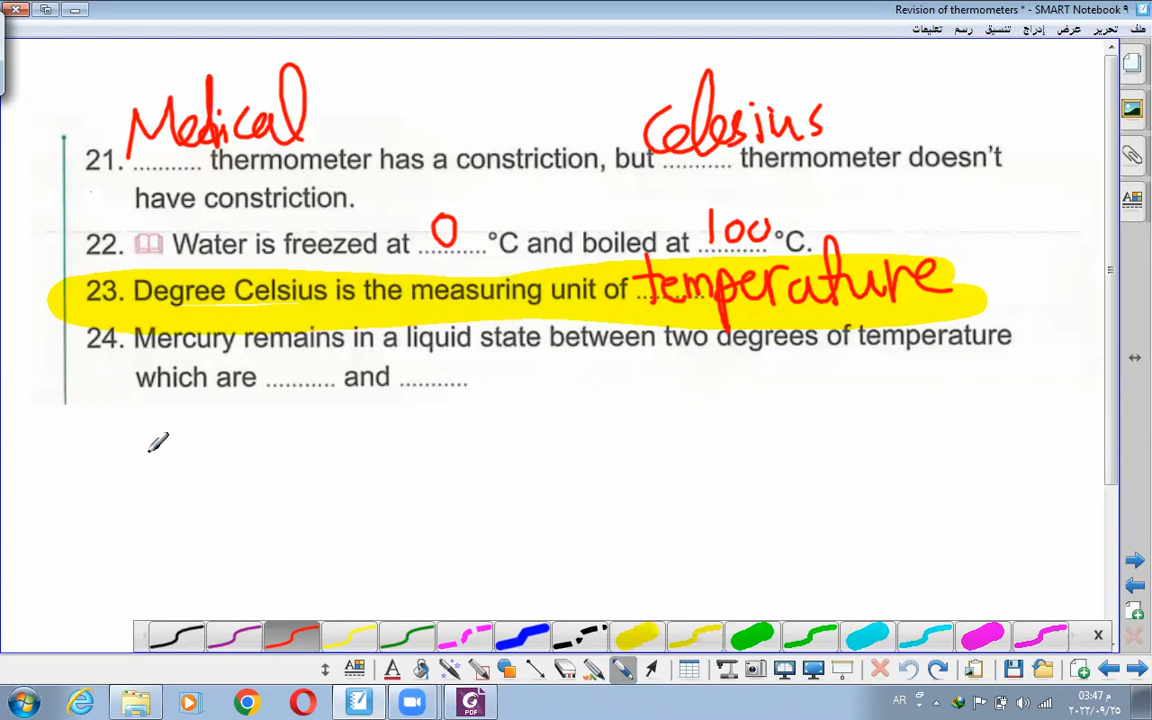 Revision of thermometers * - SMART Notebook ٩
ملف تحرير عرض إدراج تنسيق رسم تعليمات
Medical Celesius
21. .......... thermometer has a constriction, but .......... thermometer doesn't
have constriction.
22. Water is freezed at ..0.. °C and boiled at ..100.. °C.
23. Degree Celsius is the measuring unit of temperature
24. Mercury remains in a liquid state between two degrees of temperature
which are .......... and ..........
x
A
PDF
AR
03:47 م
٢٠٢٢/٠٩/٢٥